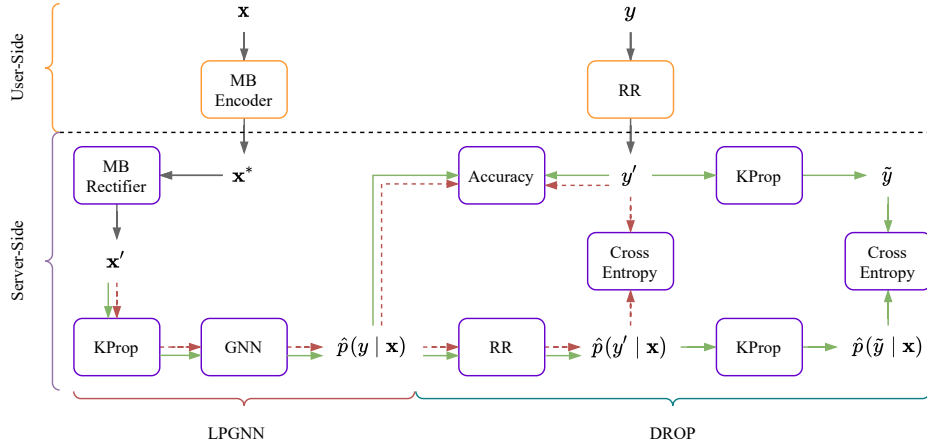 x
y
User-Side
MB
Encoder
RR
Server-Side
MB
Rectifier
x*
Accuracy
y′
KProp
ỹ
x′
Cross
Entropy
Cross
Entropy
KProp
GNN
p̂(y | x)
RR
p̂(y′ | x)
KProp
p̂(ỹ | x)
LPGNN
DROP